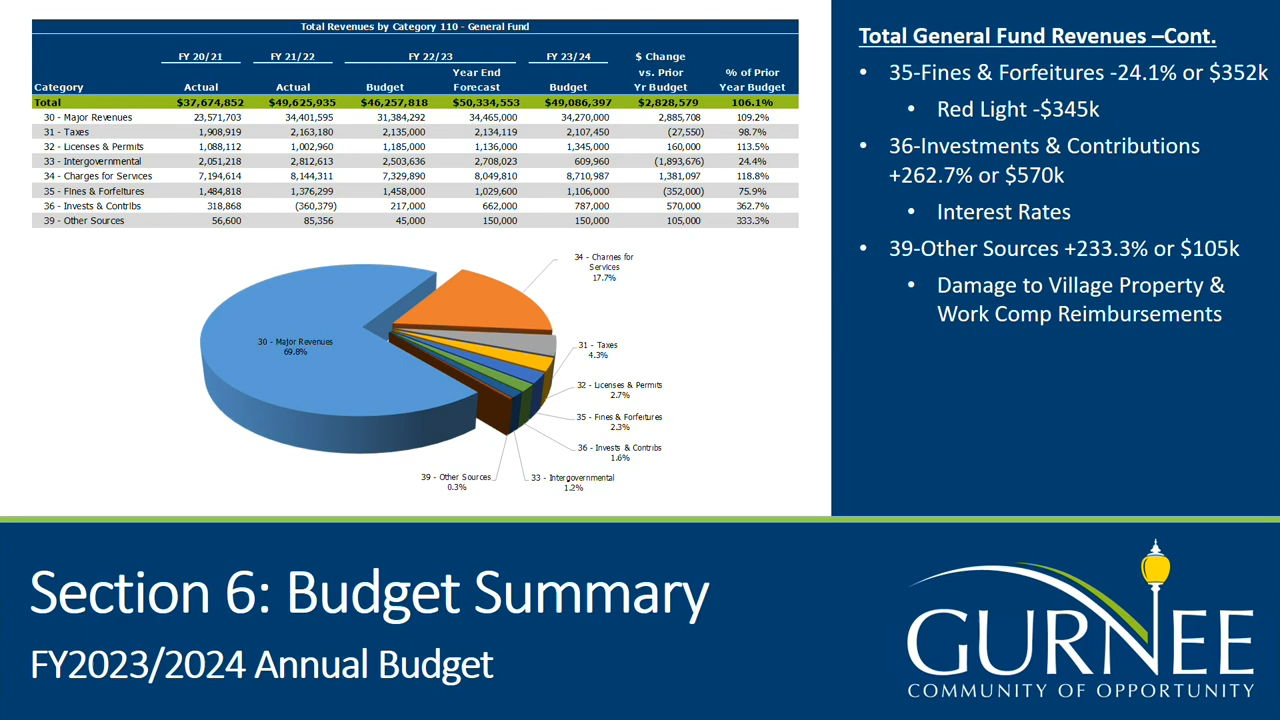 Total Revenues by Category 110 - General Fund
FY 20/21 FY 21/22 FY 22/23 FY 23/24 $ Change
Year End vs. Prior % of Prior
Category Actual Actual Budget Forecast Budget Yr Budget Year Budget
Total $37,674,852 $49,625,935 $46,257,818 $50,334,553 $49,086,397 $2,828,579 106.1%
30 - Major Revenues 23,571,703 34,401,595 31,384,292 34,465,000 34,270,000 2,885,708 109.2%
31 - Taxes 1,908,919 2,163,180 2,135,000 2,134,119 2,107,450 (27,550) 98.7%
32 - Licenses & Permits 1,088,112 1,002,960 1,185,000 1,136,000 1,345,000 160,000 113.5%
33 - Intergovernmental 2,051,218 2,812,613 2,503,636 2,708,023 609,960 (1,893,676) 24.4%
34 - Charges for Services 7,194,614 8,144,311 7,329,890 8,049,810 8,710,987 1,381,097 118.8%
35 - Fines & Forfeitures 1,484,818 1,376,299 1,458,000 1,029,600 1,106,000 (352,000) 75.9%
36 - Invests & Contribs 318,868 (360,379) 217,000 662,000 787,000 570,000 362.7%
39 - Other Sources 56,600 85,356 45,000 150,000 150,000 105,000 333.3%
34 - Charges for
Services
17.7%
30 - Major Revenues
69.8%
31 - Taxes
4.3%
32 - Licenses & Permits
2.7%
35 - Fines & Forfeitures
2.3%
36 - Invests & Contribs
1.6%
39 - Other Sources
0.3%
33 - Intergovernmental
1.2%
Total General Fund Revenues –Cont.
• 35-Fines & Forfeitures -24.1% or $352k
• Red Light -$345k
• 36-Investments & Contributions
+262.7% or $570k
• Interest Rates
• 39-Other Sources +233.3% or $105k
• Damage to Village Property &
Work Comp Reimbursements
Section 6: Budget Summary
FY2023/2024 Annual Budget
GURNEE
COMMUNITY OF OPPORTUNITY